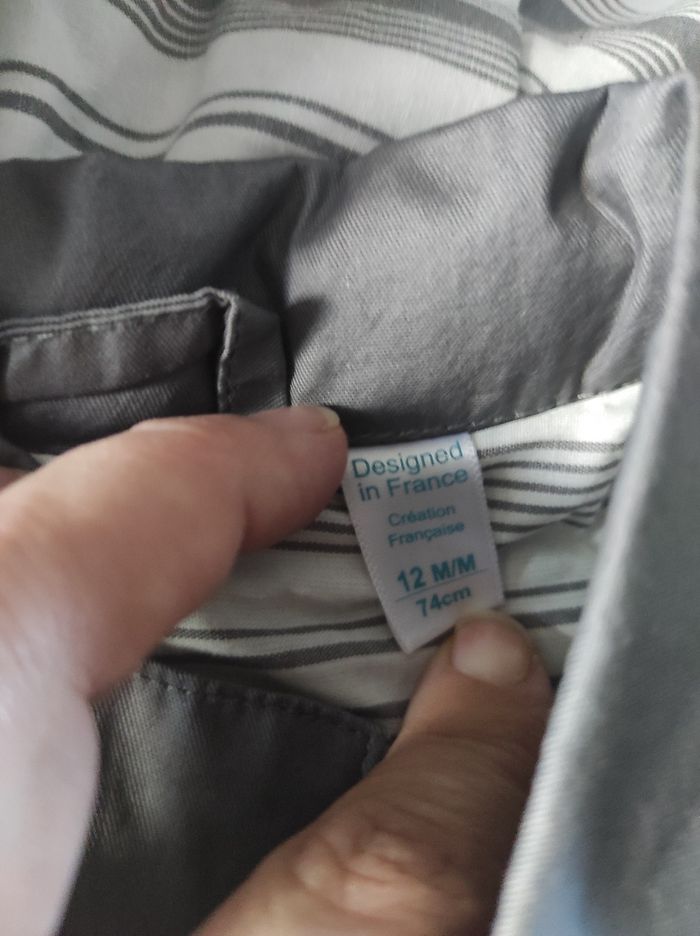 Designed
in France
Création
Française
12 M/M
74cm